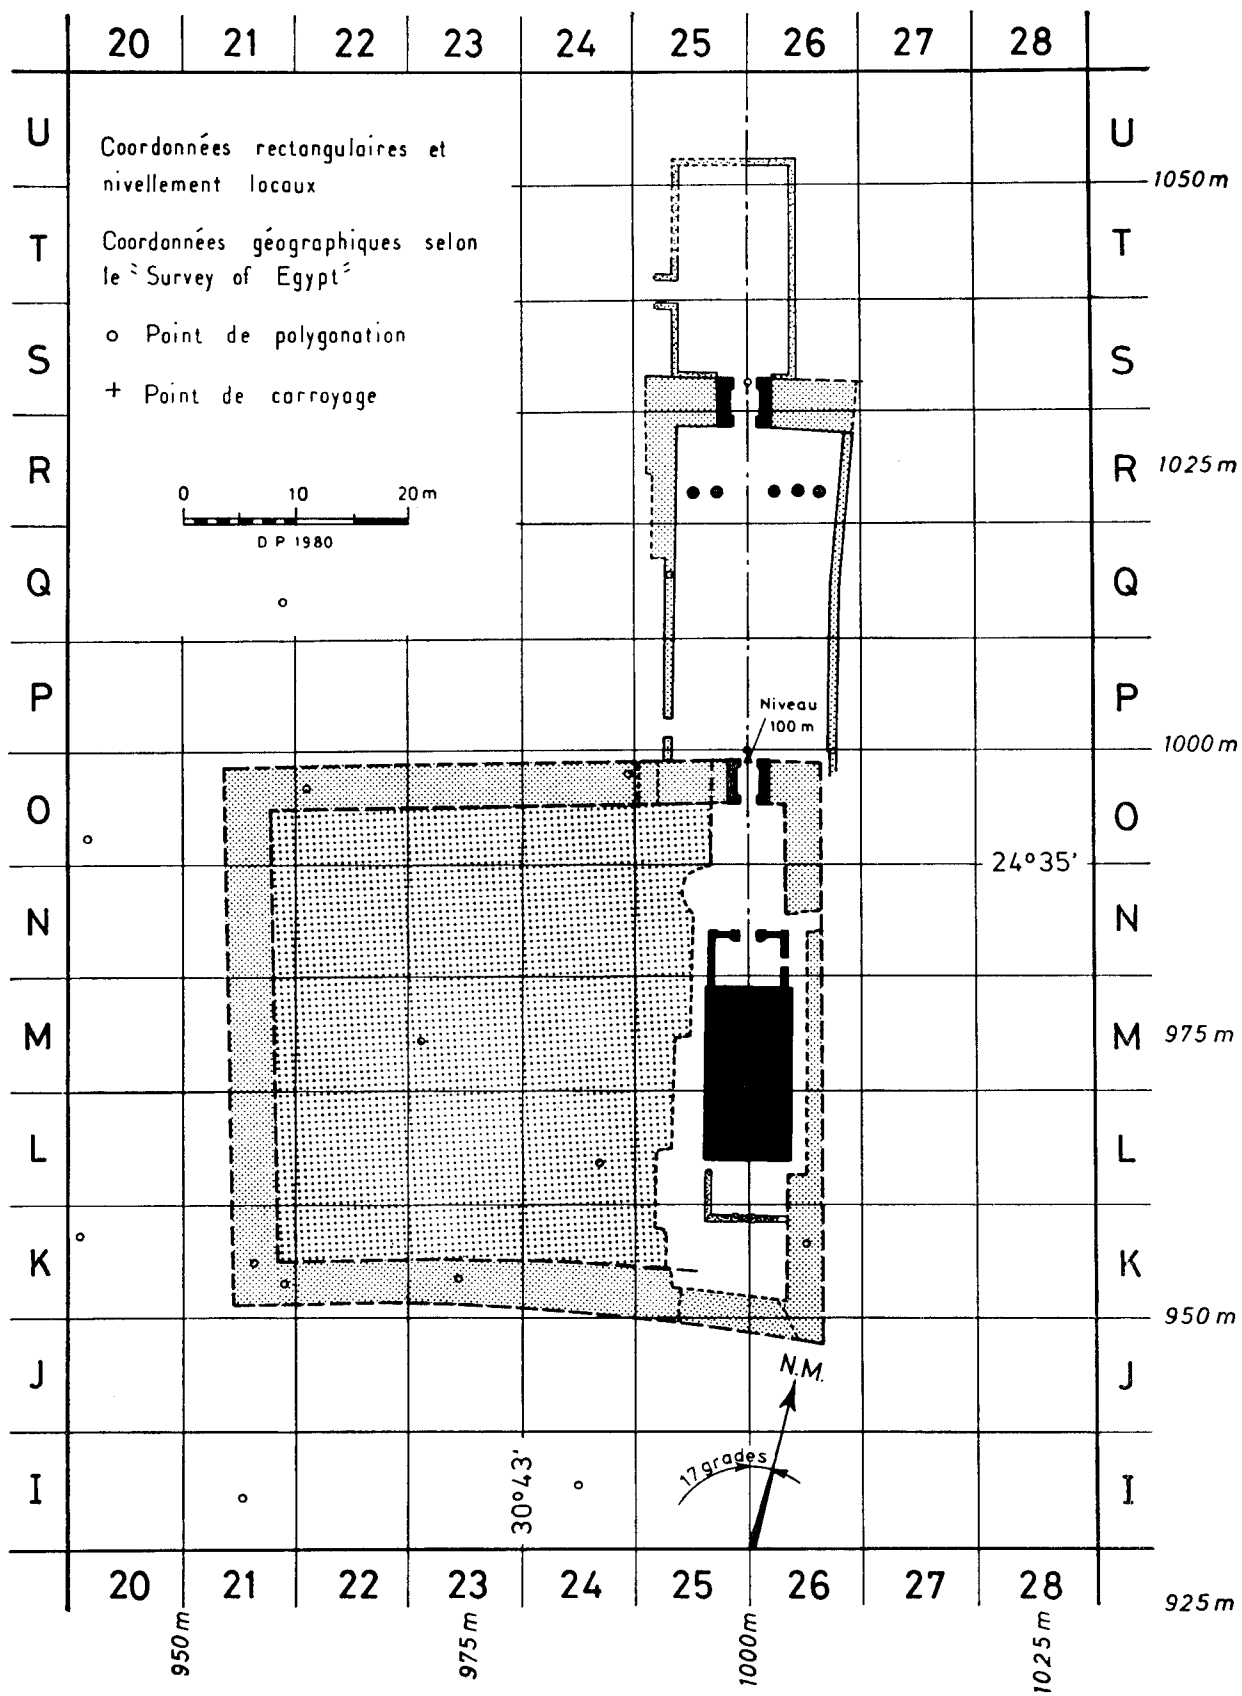 20 21 22 23 24 25 26 27 28
U U
Coordonnées rectangulaires et
nivellement locaux
1050 m
T T
Coordonnées géographiques selon
le "Survey of Egypt"
o Point de polygonation
S S
+ Point de carroyage
R R 1025 m
0 10 20 m
D P 1980
Q Q
P P
Niveau
100 m
1000 m
O O
24°35'
N N
M M 975 m
L L
K K
950 m
N.M.
J J
17 grades
30°43'
I I
20 21 22 23 24 25 26 27 28
925 m
950 m 975 m 1000 m 1025 m